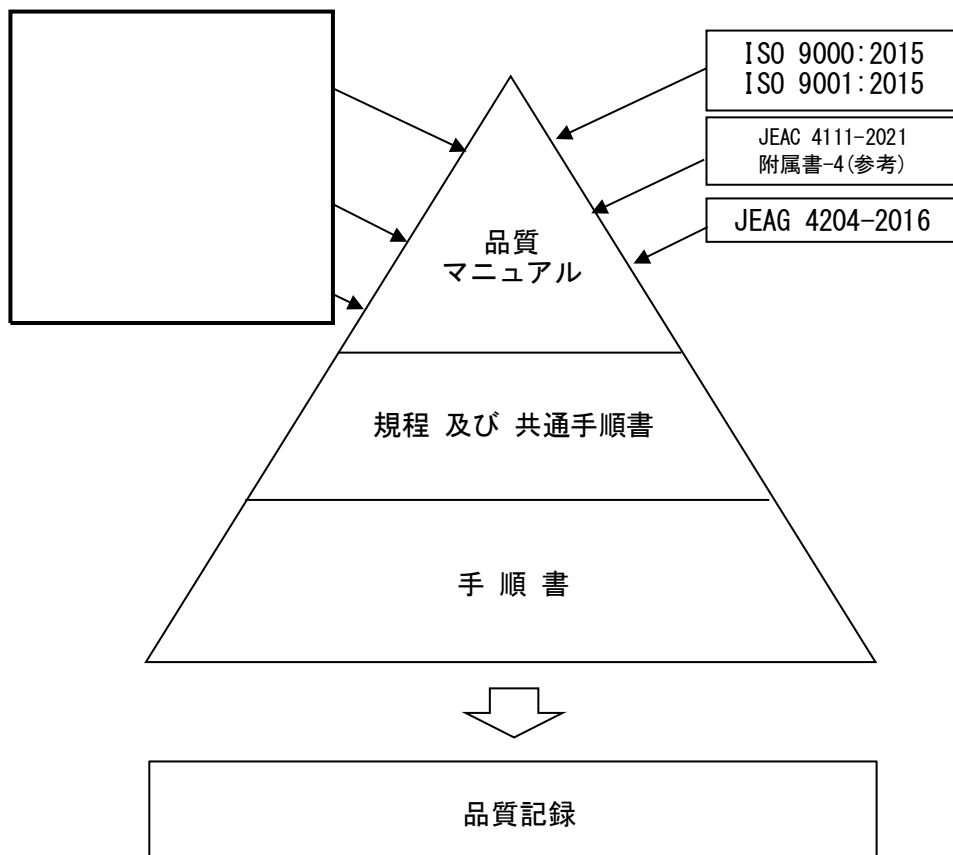 ISO 9000:2015
ISO 9001:2015
JEAC 4111-2021
附属書-4(参考)
JEAG 4204-2016
品質
マニュアル
規程 及び 共通手順書
手 順 書
品質記録